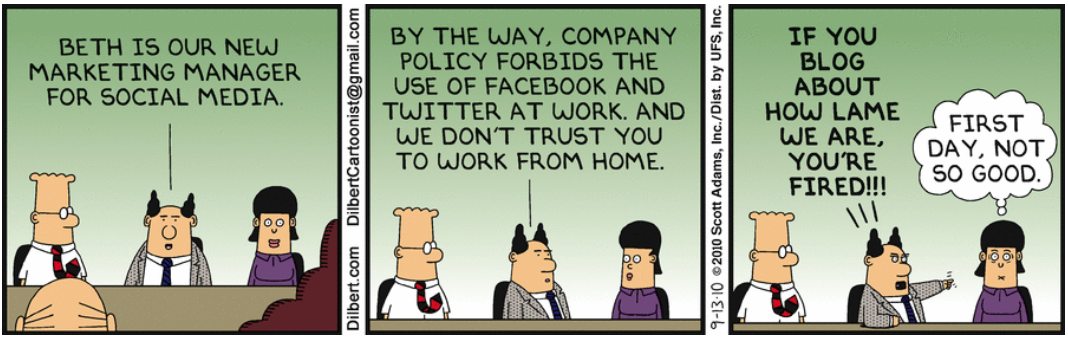 BETH IS OUR NEW
MARKETING MANAGER
FOR SOCIAL MEDIA.
Dilbert.com DilbertCartoonist@gmail.com
BY THE WAY, COMPANY
POLICY FORBIDS THE
USE OF FACEBOOK AND
TWITTER AT WORK. AND
WE DON'T TRUST YOU
TO WORK FROM HOME.
9-13-10 © 2010 Scott Adams, Inc./Dist. by UFS, Inc.
IF YOU
BLOG
ABOUT
HOW LAME
WE ARE,
YOU'RE
FIRED!!!
FIRST
DAY, NOT
SO GOOD.